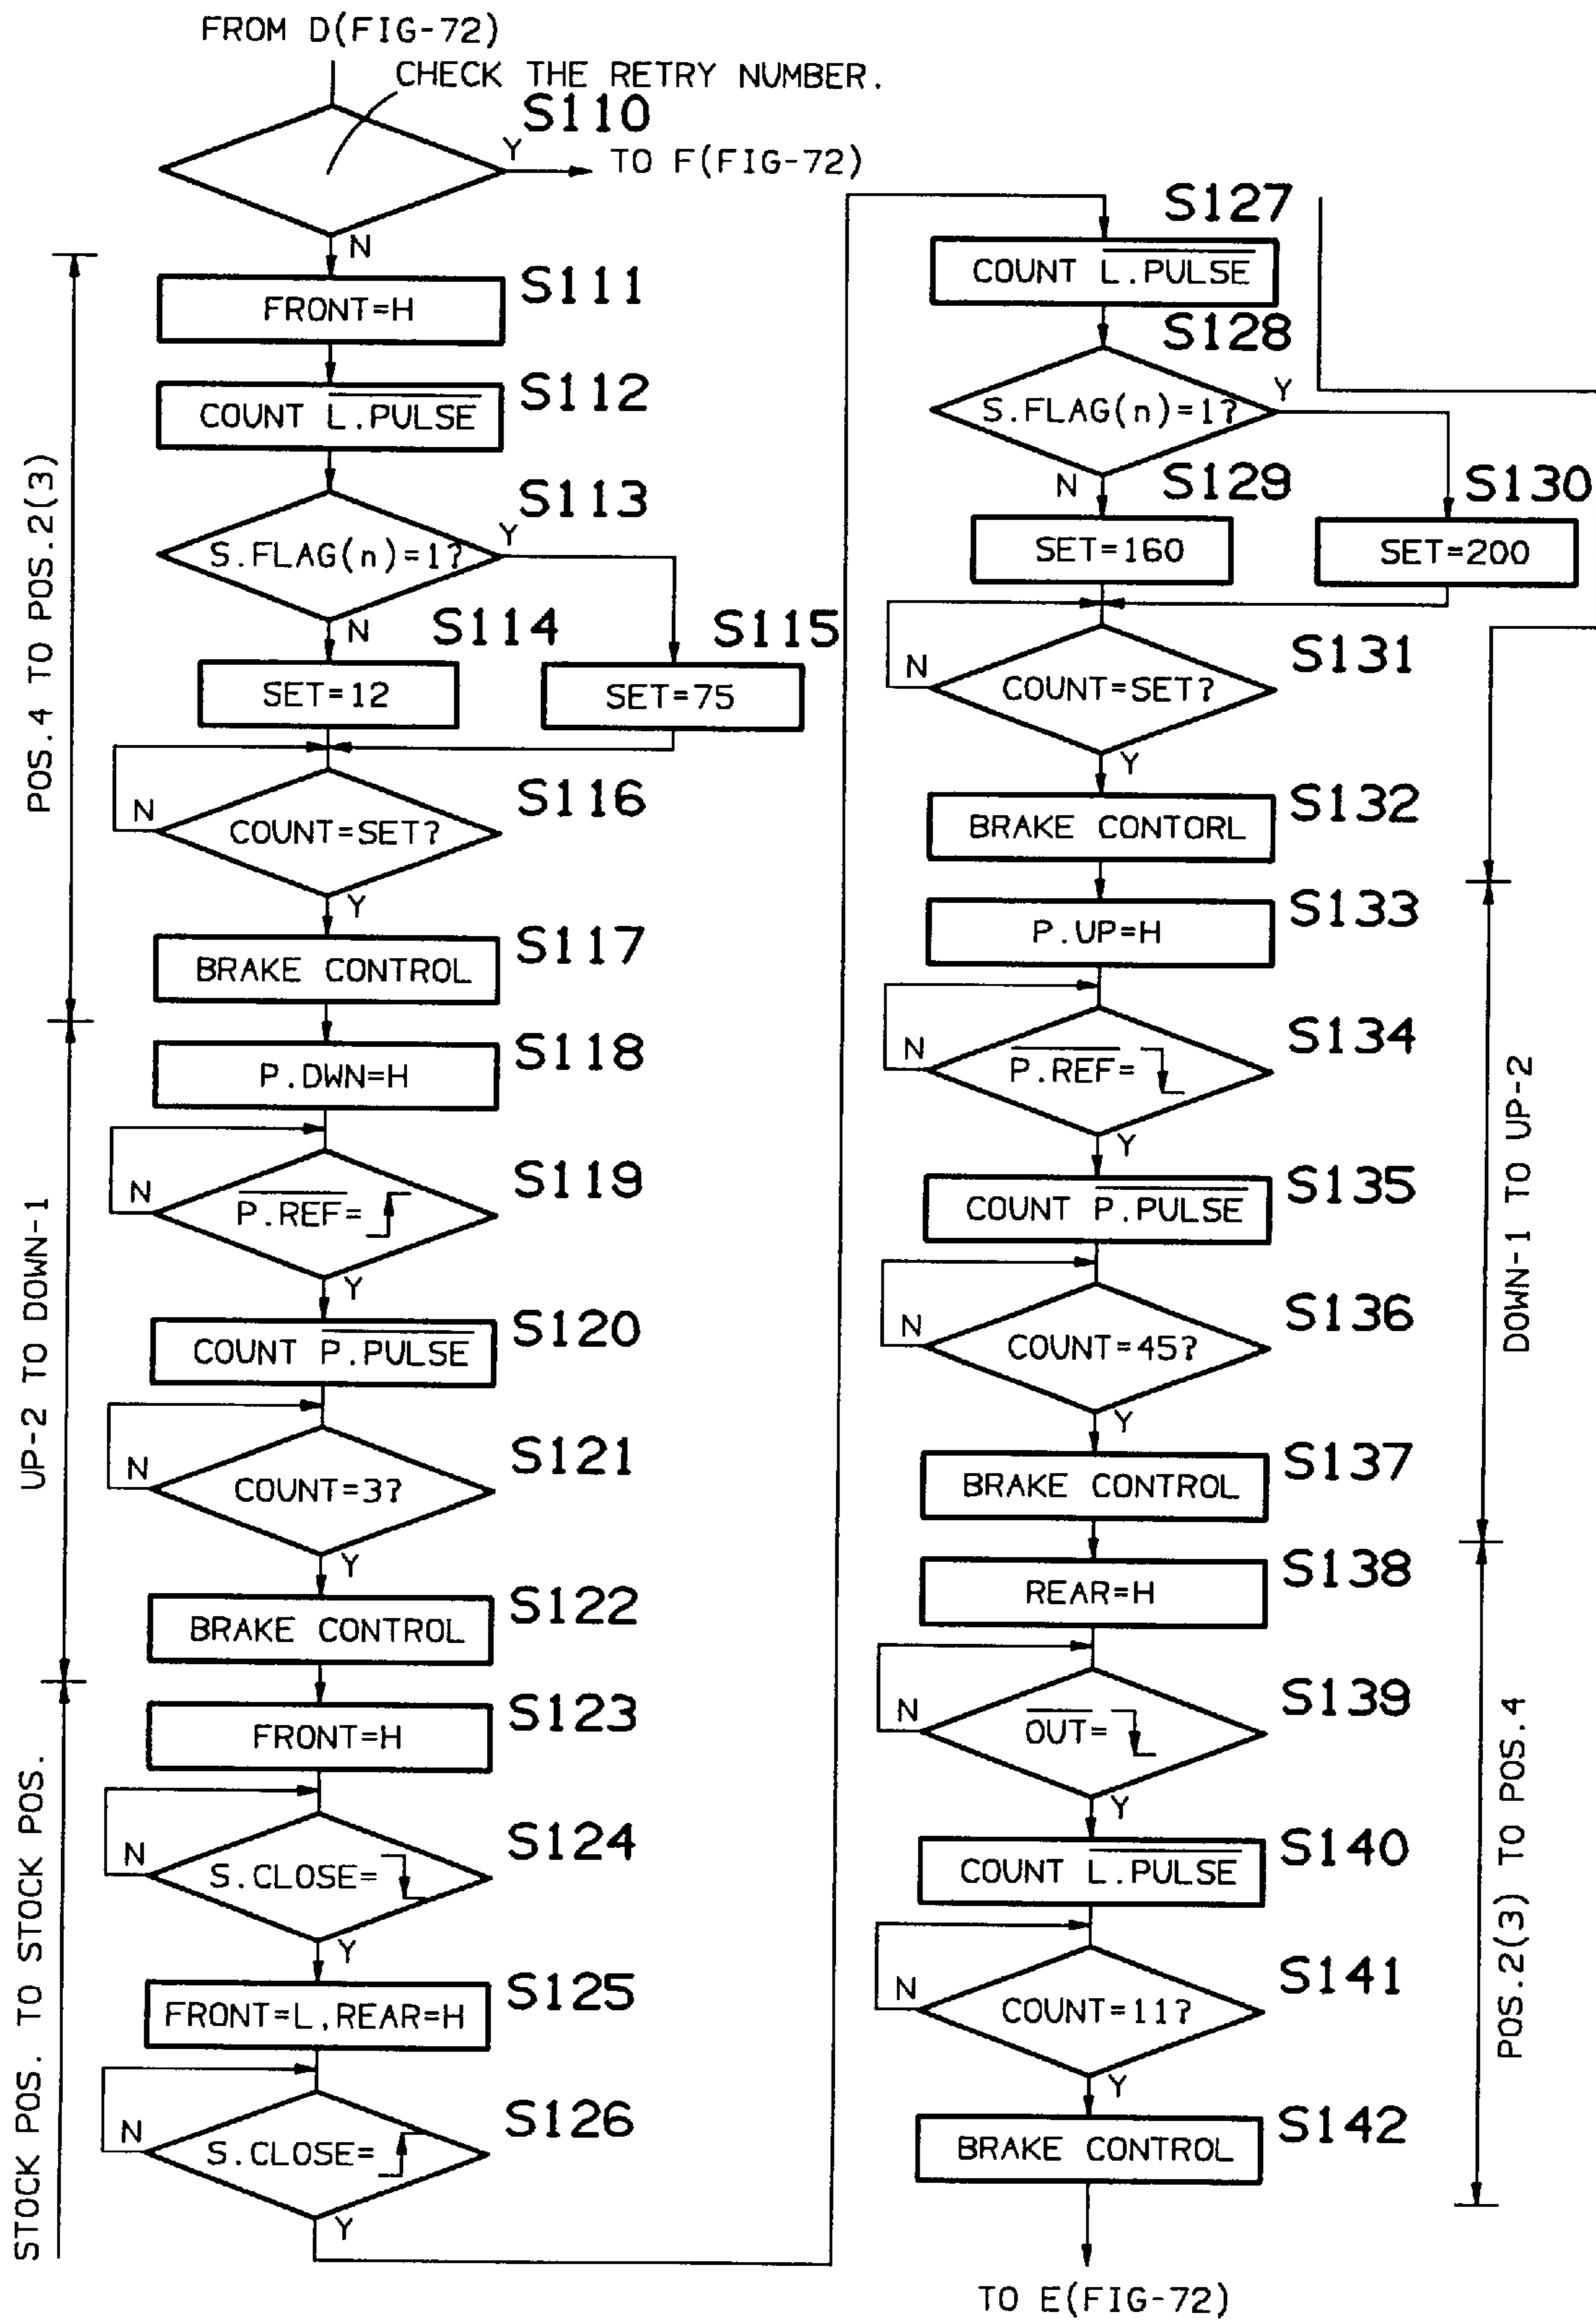 FROM D(FIG-72)
CHECK THE RETRY NUMBER.
S110
Y
TO F(FIG-72)
N
POS.4 TO POS.2(3)
FRONT=H
S111
COUNT L.PULSE
S112
S.FLAG(n)=1?
S113
Y
N
SET=12
S114
SET=75
S115
COUNT=SET?
S116
N
Y
BRAKE CONTROL
S117
UP-2 TO DOWN-1
P.DWN=H
S118
P.REF=
S119
N
Y
COUNT P.PULSE
S120
COUNT=3?
S121
N
Y
BRAKE CONTROL
S122
STOCK POS. TO STOCK POS.
FRONT=H
S123
S.CLOSE=
S124
N
Y
FRONT=L,REAR=H
S125
S.CLOSE=
S126
N
Y
S127
COUNT L.PULSE
S128
S.FLAG(n)=1?
Y
N
S129
SET=160
S130
SET=200
S131
COUNT=SET?
N
Y
BRAKE CONTORL
S132
DOWN-1 TO UP-2
P.UP=H
S133
P.REF=
S134
N
Y
COUNT P.PULSE
S135
COUNT=45?
S136
N
Y
BRAKE CONTROL
S137
POS.2(3) TO POS.4
REAR=H
S138
OUT=
S139
N
Y
COUNT L.PULSE
S140
COUNT=11?
S141
N
Y
BRAKE CONTROL
S142
TO E(FIG-72)